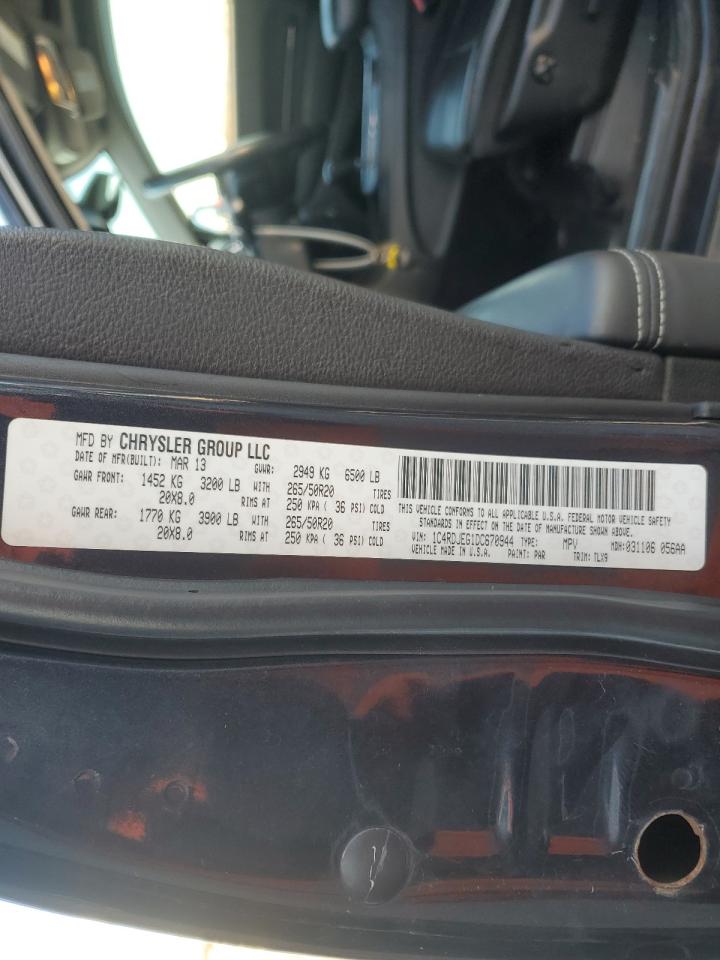 MFD BY CHRYSLER GROUP LLC
DATE OF MFR(BUILT): MAR 13 GVWR: 2949 KG 6500 LB
GAWR FRONT: 1452 KG 3200 LB WITH 265/50R20 TIRES
20X8.0 RIMS AT 250 KPA ( 36 PSI) COLD
GAWR REAR: 1770 KG 3900 LB WITH 265/50R20 TIRES
20X8.0 RIMS AT 250 KPA ( 36 PSI) COLD
THIS VEHICLE CONFORMS TO ALL APPLICABLE U.S.A. FEDERAL MOTOR VEHICLE SAFETY
STANDARDS IN EFFECT ON THE DATE OF MANUFACTURE SHOWN ABOVE.
VIN: 1C4RDJEG1DC670944 TYPE: MPV MDH: 031106 056AA
VEHICLE MADE IN U.S.A. PAINT: PAR TRIM: TLX9